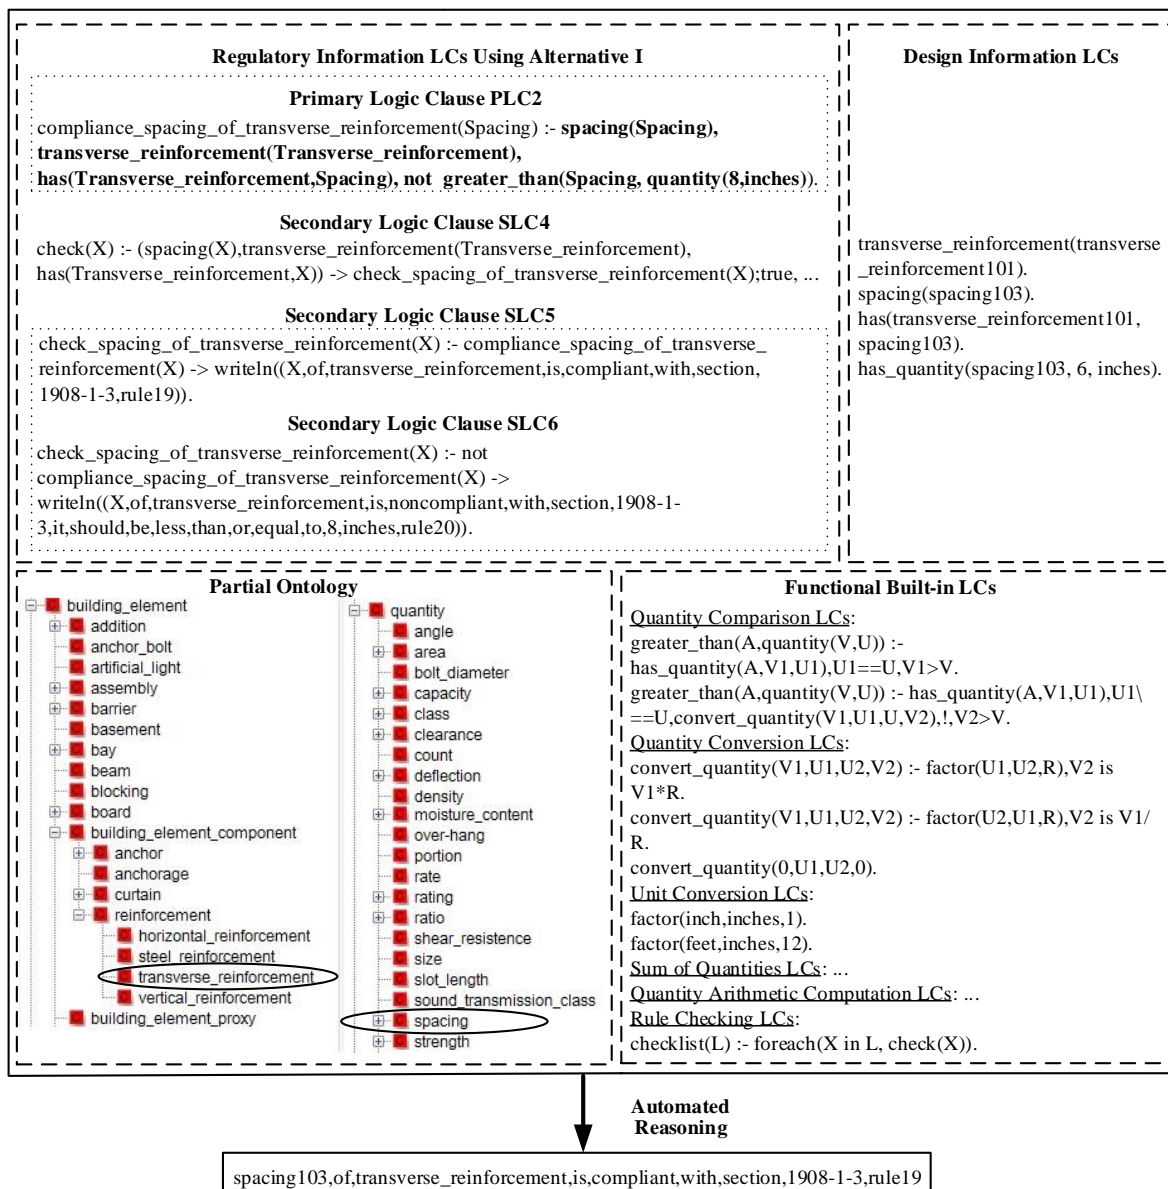 Regulatory Information LCs Using Alternative I
Primary Logic Clause PLC2
compliance_spacing_of_transverse_reinforcement(Spacing) :- spacing(Spacing),
transverse_reinforcement(Transverse_reinforcement),
has(Transverse_reinforcement,Spacing), not greater_than(Spacing, quantity(8,inches)).
Secondary Logic Clause SLC4
check(X) :- (spacing(X),transverse_reinforcement(Transverse_reinforcement),
has(Transverse_reinforcement,X)) -> check_spacing_of_transverse_reinforcement(X);true, ...
Secondary Logic Clause SLC5
check_spacing_of_transverse_reinforcement(X) :- compliance_spacing_of_transverse_
reinforcement(X) -> writeln((X,of,transverse_reinforcement,is,compliant,with,section,
1908-1-3,rule19)).
Secondary Logic Clause SLC6
check_spacing_of_transverse_reinforcement(X) :- not
compliance_spacing_of_transverse_reinforcement(X) ->
writeln((X,of,transverse_reinforcement,is,noncompliant,with,section,1908-1-
3,it,should,be,less,than,or,equal,to,8,inches,rule20)).
Design Information LCs
transverse_reinforcement(transverse
_reinforcement101).
spacing(spacing103).
has(transverse_reinforcement101,
spacing103).
has_quantity(spacing103, 6, inches).
Partial Ontology
building_element
addition
anchor_bolt
artificial_light
assembly
barrier
basement
bay
beam
blocking
board
building_element_component
anchor
anchorage
curtain
reinforcement
horizontal_reinforcement
steel_reinforcement
transverse_reinforcement
vertical_reinforcement
building_element_proxy
quantity
angle
area
bolt_diameter
capacity
class
clearance
count
deflection
density
moisture_content
over-hang
portion
rate
rating
ratio
shear_resistence
size
slot_length
sound_transmission_class
spacing
strength
Functional Built-in LCs
Quantity Comparison LCs:
greater_than(A,quantity(V,U)) :-
has_quantity(A,V1,U1),U1==U,V1>V.
greater_than(A,quantity(V,U)) :- has_quantity(A,V1,U1),U1\
==U,convert_quantity(V1,U1,U,V2),!,V2>V.
Quantity Conversion LCs:
convert_quantity(V1,U1,U2,V2) :- factor(U1,U2,R),V2 is
V1*R.
convert_quantity(V1,U1,U2,V2) :- factor(U2,U1,R),V2 is V1/
R.
convert_quantity(0,U1,U2,0).
Unit Conversion LCs:
factor(inch,inches,1).
factor(feet,inches,12).
Sum of Quantities LCs: ...
Quantity Arithmetic Computation LCs: ...
Rule Checking LCs:
checklist(L) :- foreach(X in L, check(X)).
Automated
Reasoning
spacing103,of,transverse_reinforcement,is,compliant,with,section,1908-1-3,rule19